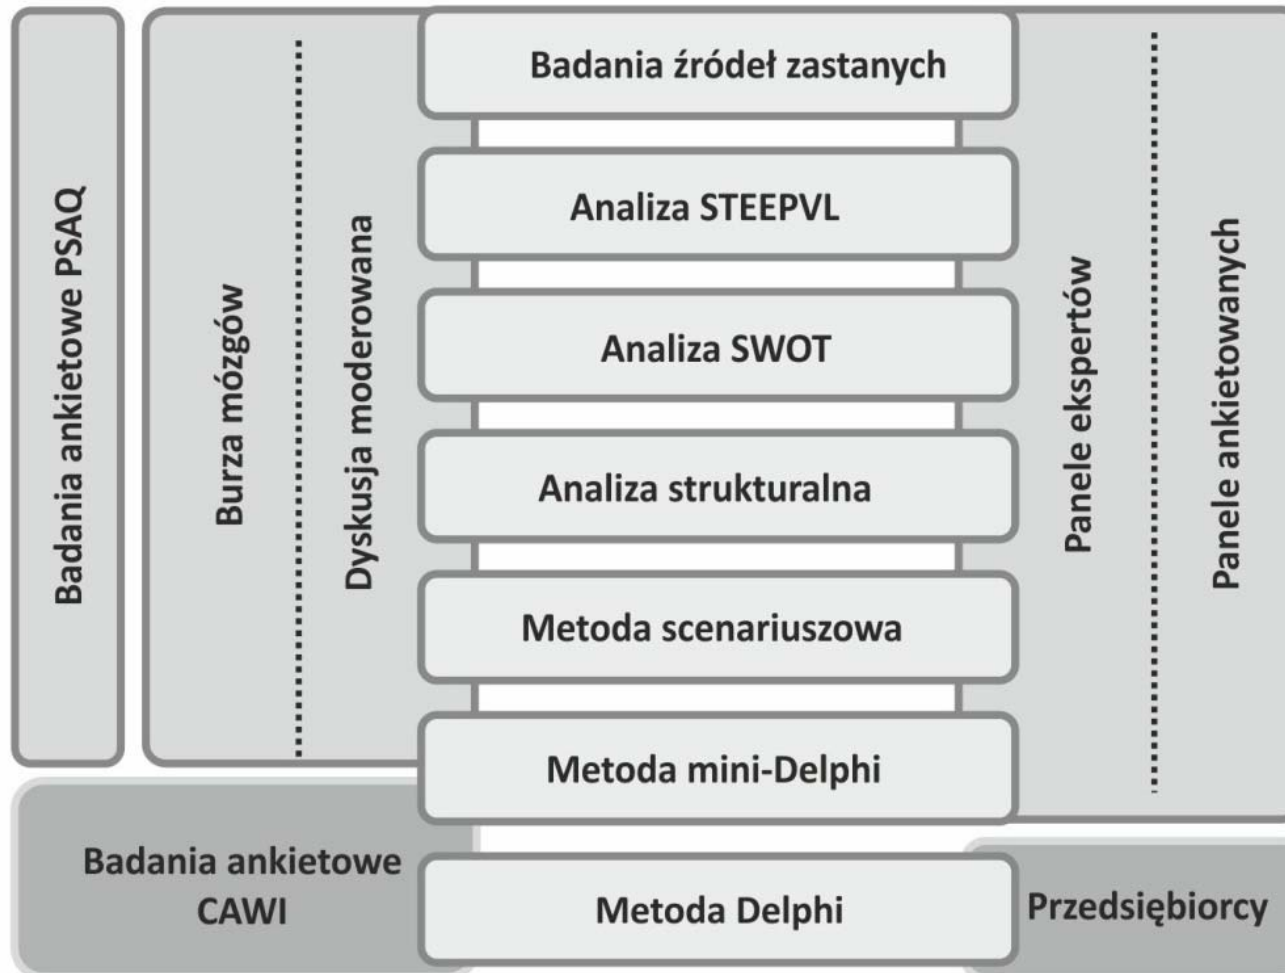 Badania ankietowe PSAQ
Burza mózgów
Dyskusja moderowana
Badania źródeł zastanych
Analiza STEEPVL
Analiza SWOT
Analiza strukturalna
Metoda scenariuszowa
Metoda mini-Delphi
Metoda Delphi
Panele ekspertów
Panele ankietowanych
Badania ankietowe
CAWI
Przedsiębiorcy